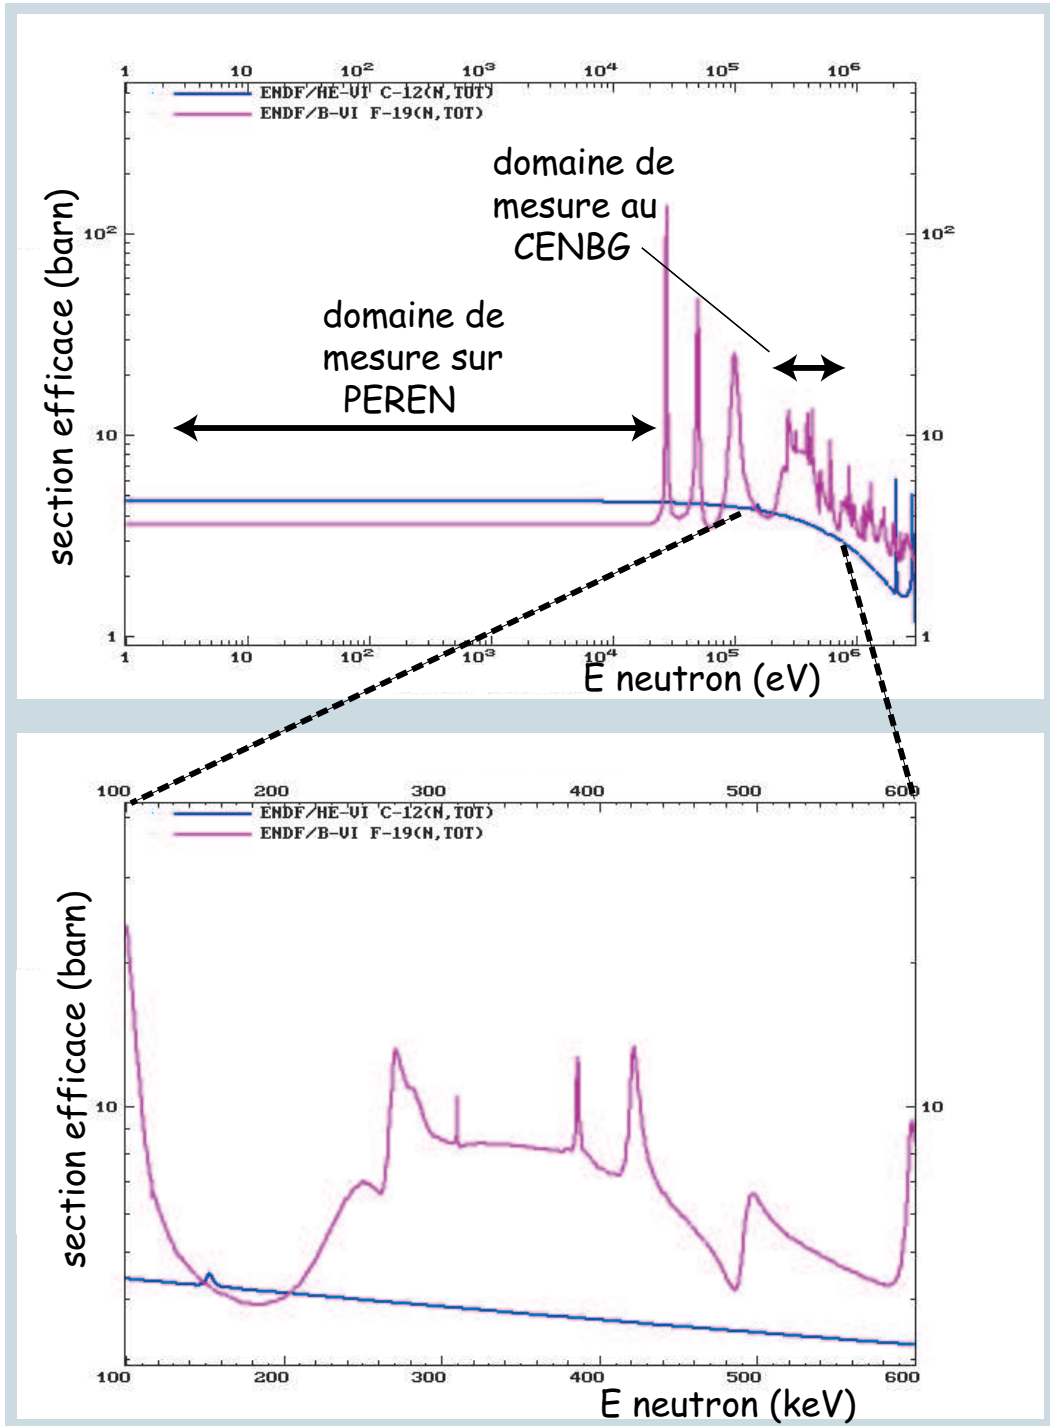 1 10 10² 10³ 10⁴ 10⁵ 10⁶
ENDF/HE-VI C-12(N,TOT)
ENDF/B-VI F-19(N,TOT)
domaine de
mesure au
CENBG
domaine de
mesure sur
PEREN
section efficace (barn)
10² 10²
10 10
1 1
1 10 10² 10³ 10⁴ 10⁵ 10⁶
E neutron (eV)
100 200 300 400 500 600
ENDF/HE-VI C-12(N,TOT)
ENDF/B-VI F-19(N,TOT)
section efficace (barn)
10 10
100 200 300 400 500 600
E neutron (keV)